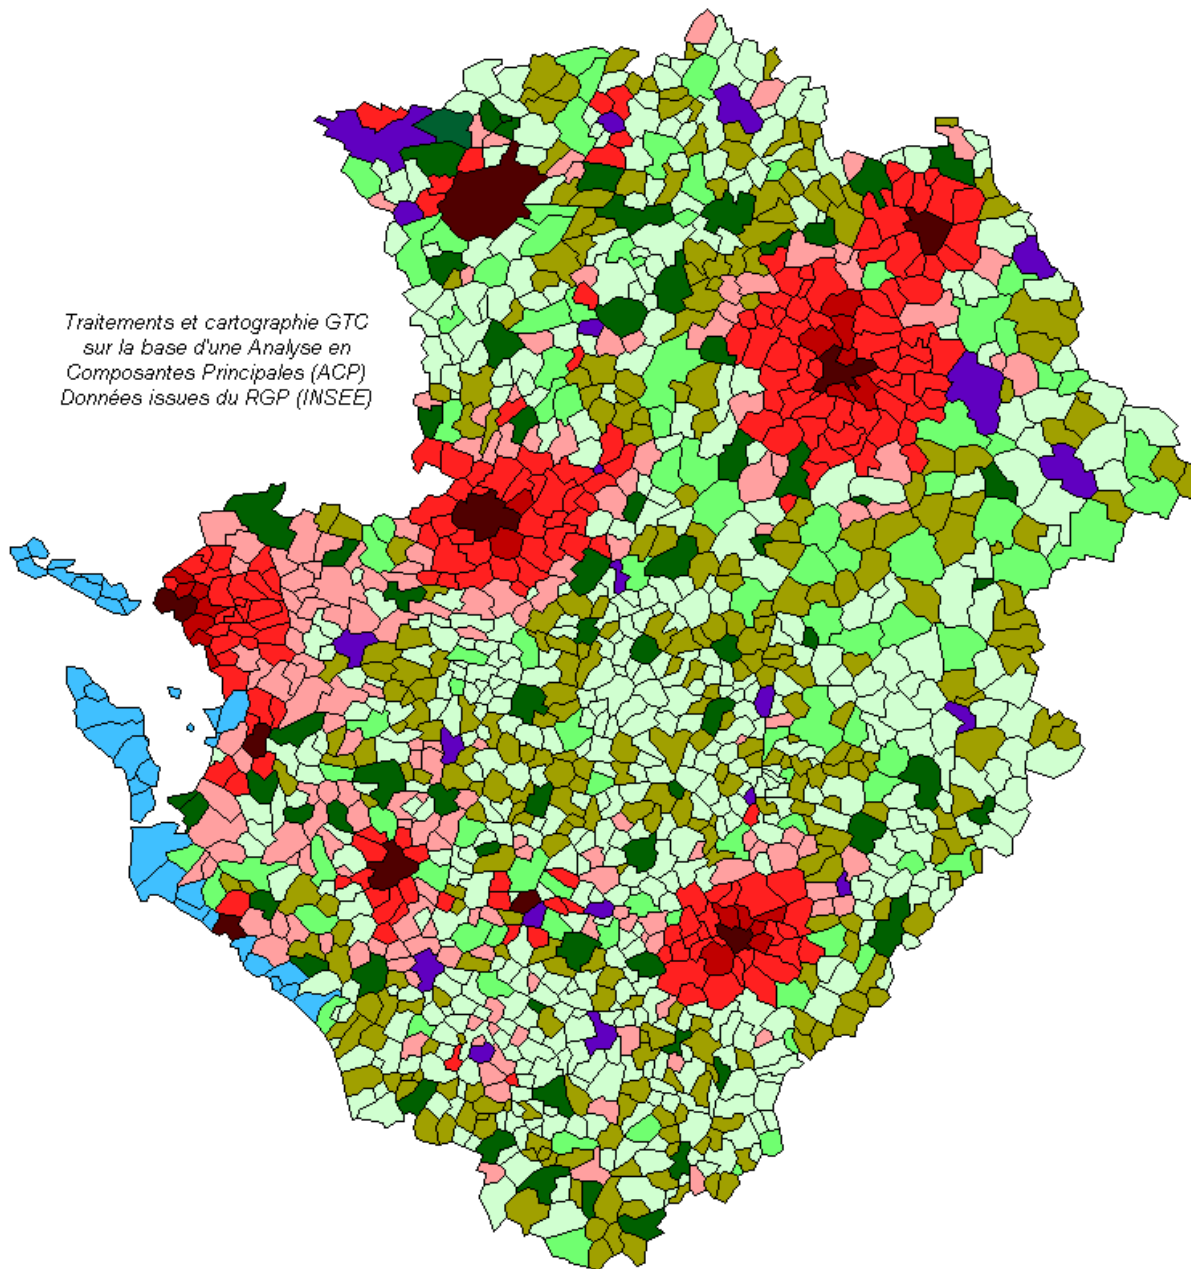 Traitements et cartographie GTC
sur la base d'une Analyse en
Composantes Principales (ACP)
Données issues du RGP (INSEE)